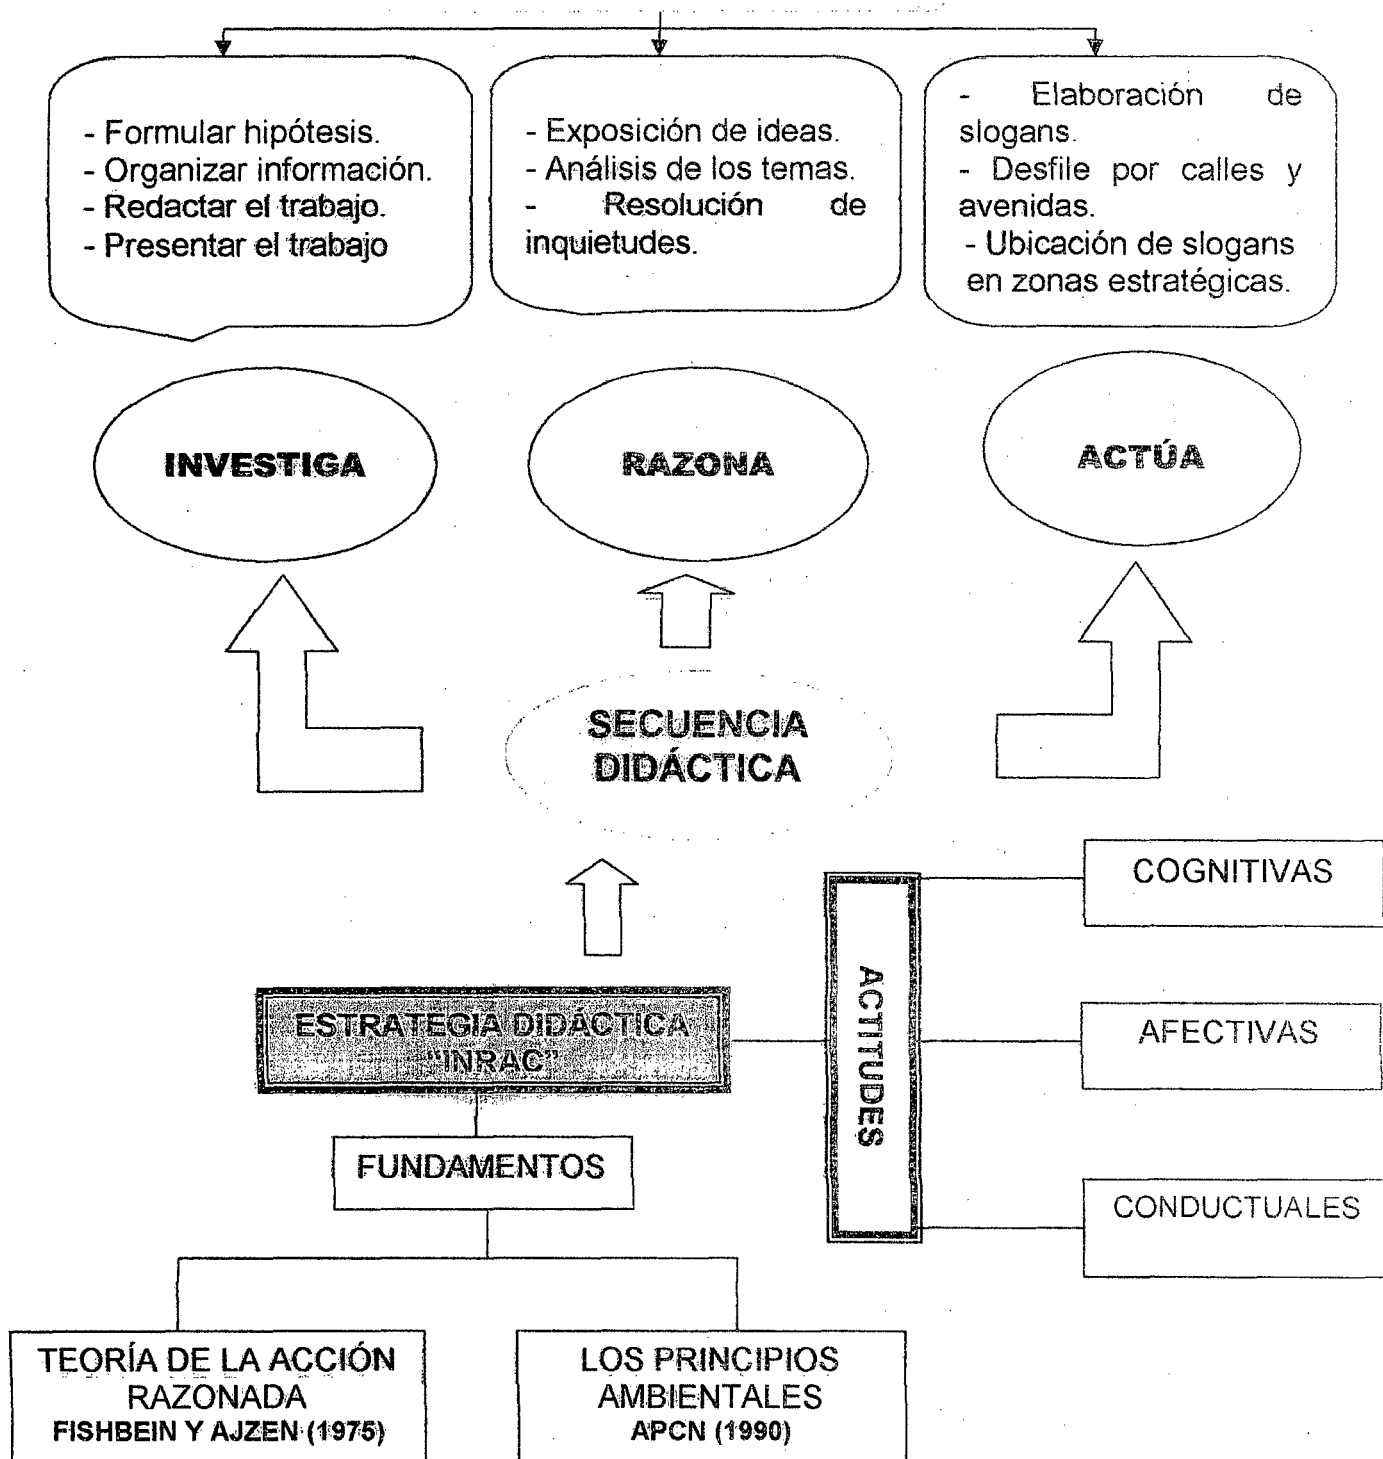 - Formular hipótesis.
- Organizar información.
- Redactar el trabajo.
- Presentar el trabajo
- Exposición de ideas.
- Análisis de los temas.
- Resolución de
inquietudes.
- Elaboración de
slogans.
- Desfile por calles y
avenidas.
- Ubicación de slogans
en zonas estratégicas.
INVESTIGA
RAZONA
ACTÚA
SECUENCIA
DIDÁCTICA
ESTRATEGIA DIDÁCTICA
“INRAC”
ACTITUDES
COGNITIVAS
AFECTIVAS
CONDUCTUALES
FUNDAMENTOS
TEORÍA DE LA ACCIÓN
RAZONADA
FISHBEIN Y AJZEN (1975)
LOS PRINCIPIOS
AMBIENTALES
APCN (1990)